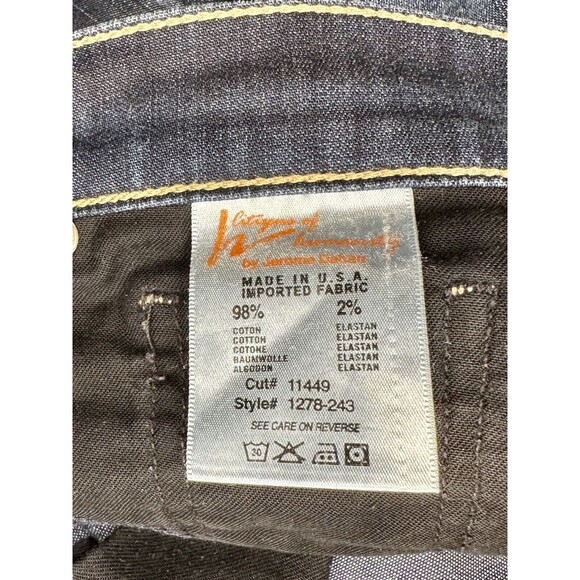 Citizens of
humanity
by Jerome Dahan
MADE IN U.S.A.
IMPORTED FABRIC
98% 2%
COTON ELASTAN
COTTON ELASTAN
COTONE ELASTAN
BAUMWOLLE ELASTAN
ALGODON ELASTAN
Cut# 11449
Style# 1278-243
SEE CARE ON REVERSE
30